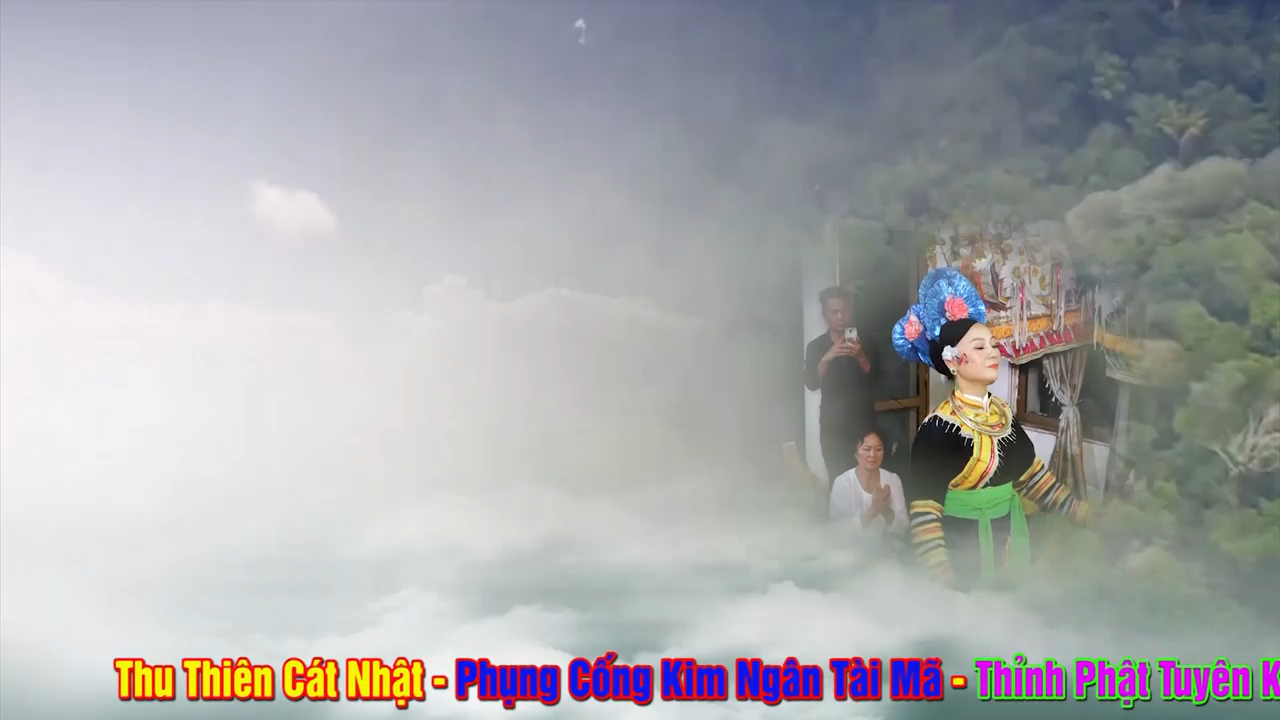 Thu Thiên Cát Nhật - Phụng Cống Kim Ngân Tài Mã - Thỉnh Phật Tuyên K